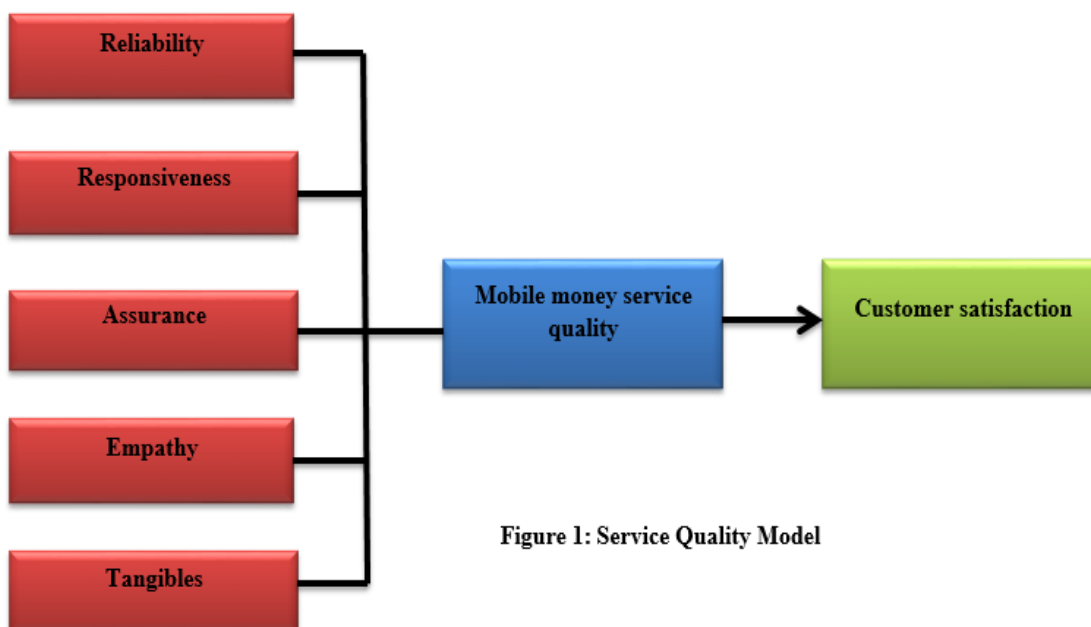 Reliability
Responsiveness
Assurance
Empathy
Tangibles
Mobile money service
quality
Customer satisfaction
Figure 1: Service Quality Model